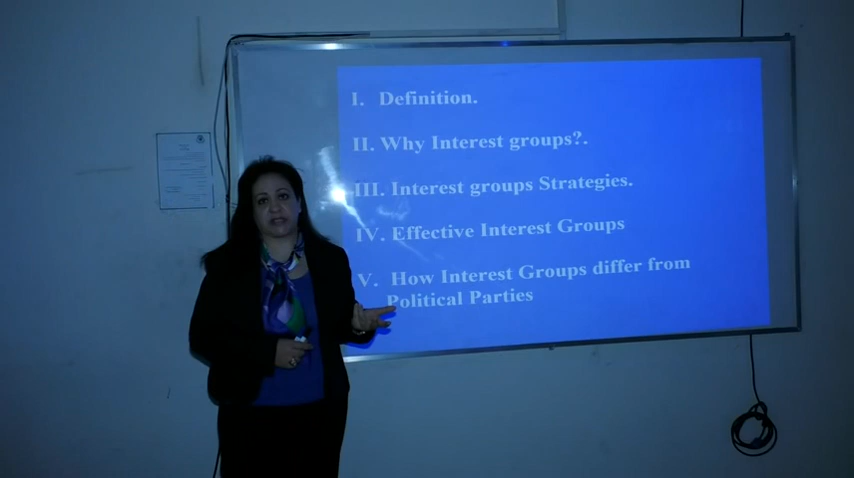 I. Definition.
II. Why Interest groups?.
III. Interest groups Strategies.
IV. Effective Interest Groups
V. How Interest Groups differ from
Political Parties